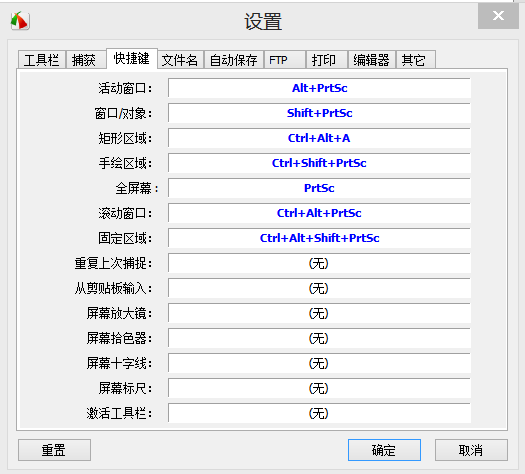 设置
工具栏 捕获 快捷键 文件名 自动保存 FTP 打印 编辑器 其它
活动窗口： Alt+PrtSc
窗口/对象： Shift+PrtSc
矩形区域： Ctrl+Alt+A
手绘区域： Ctrl+Shift+PrtSc
全屏幕： PrtSc
滚动窗口： Ctrl+Alt+PrtSc
固定区域： Ctrl+Alt+Shift+PrtSc
重复上次捕捉： (无)
从剪贴板输入： (无)
屏幕放大镜： (无)
屏幕拾色器： (无)
屏幕十字线： (无)
屏幕标尺： (无)
激活工具栏： (无)
重置 确定 取消